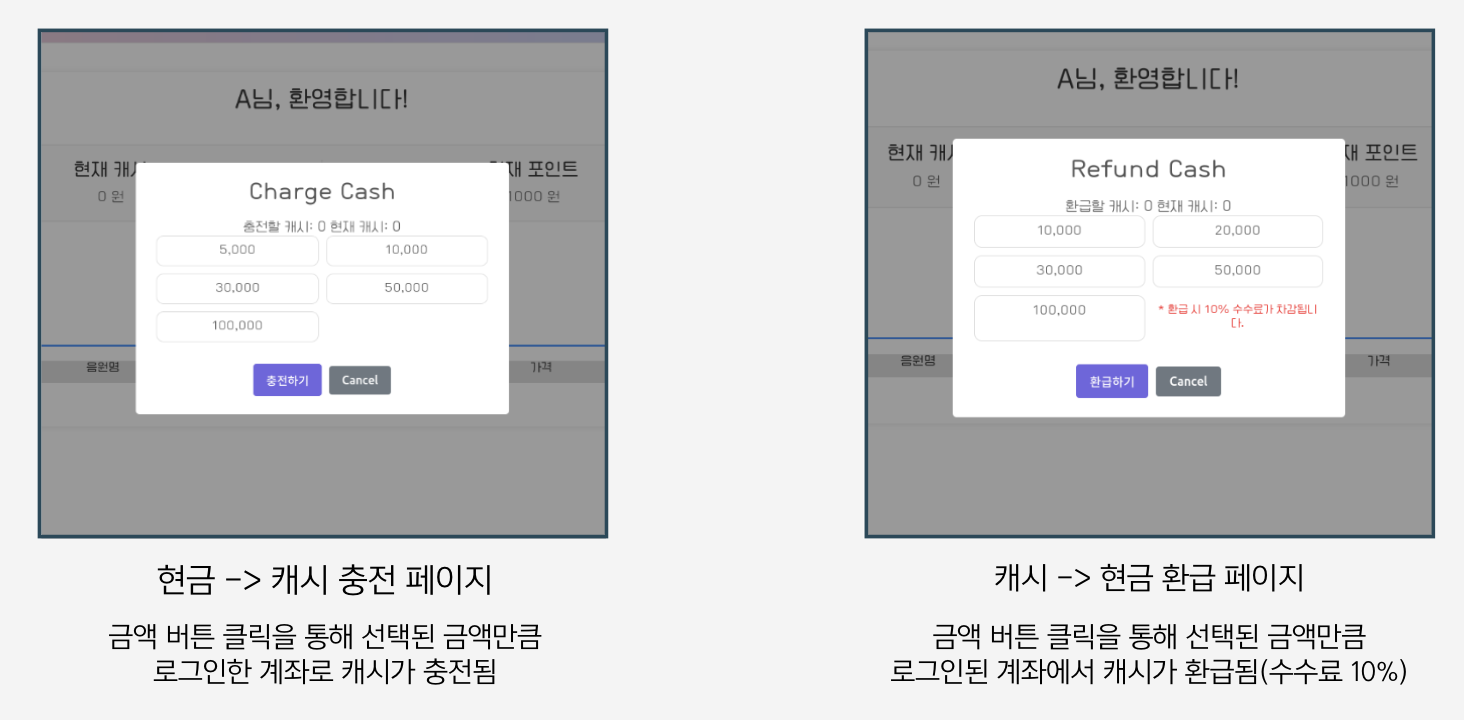 A님, 환영합니다!
현재 캐
재 포인트
0 원
1000 원
Charge Cash
충전할 캐시: 0 현재 캐시: 0
5,000
10,000
30,000
50,000
100,000
음원명
가격
충전하기
Cancel
현금 -> 캐시 충전 페이지
금액 버튼 클릭을 통해 선택된 금액만큼
로그인한 계좌로 캐시가 충전됨
A님, 환영합니다!
현재 캐
재 포인트
0 원
1000 원
Refund Cash
환급할 캐시: 0 현재 캐시: 0
10,000
20,000
30,000
50,000
100,000
* 환급 시 10% 수수료가 차감됩니
다.
음원명
가격
환급하기
Cancel
캐시 -> 현금 환급 페이지
금액 버튼 클릭을 통해 선택된 금액만큼
로그인된 계좌에서 캐시가 환급됨(수수료 10%)